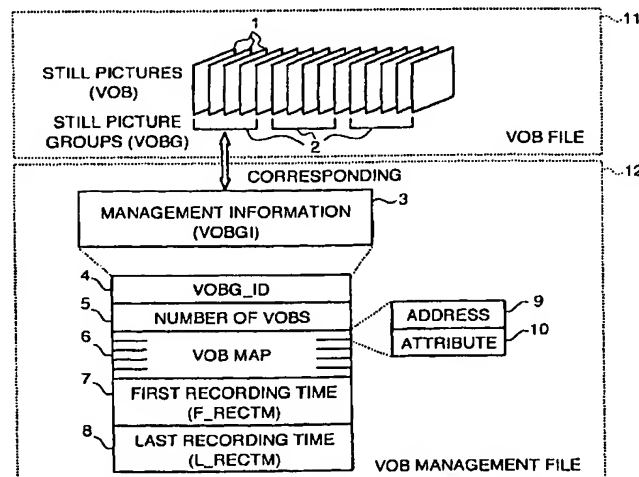 1
11
STILL PICTURES
(VOB)
STILL PICTURE
GROUPS (VOBG)
2
VOB FILE
12
CORRESPONDING
3
MANAGEMENT INFORMATION
(VOBGI)
4
VOBG_ID
5
NUMBER OF VOBS
6
VOB MAP
ADDRESS
9
ATTRIBUTE
10
7
FIRST RECORDING TIME
(F_RECTM)
8
LAST RECORDING TIME
(L_RECTM)
VOB MANAGEMENT FILE